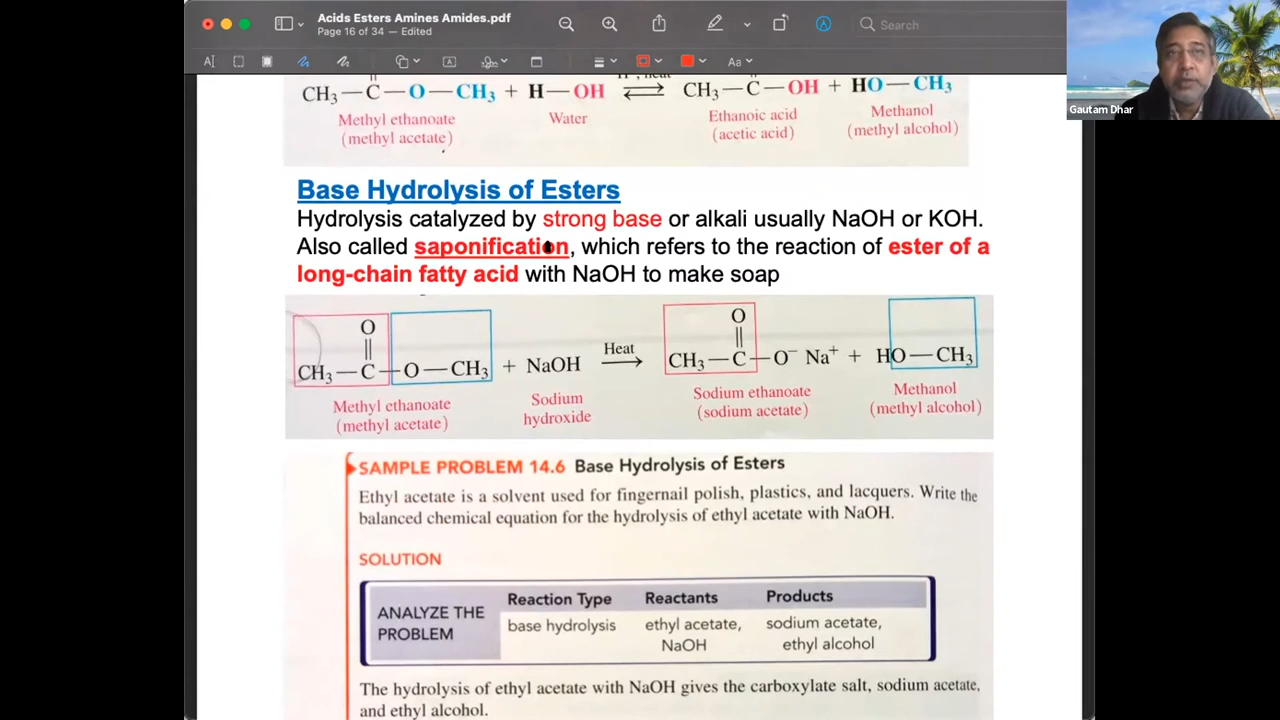 Acids Esters Amines Amides.pdf
Page 16 of 34 — Edited
Search
Aa
Gautam Dhar
CH₃—C—O—CH₃ + H—OH ⇌ CH₃—C—OH + HO—CH₃
Methyl ethanoate
(methyl acetate)
Water
Ethanoic acid
(acetic acid)
Methanol
(methyl alcohol)
Base Hydrolysis of Esters
Hydrolysis catalyzed by strong base or alkali usually NaOH or KOH.
Also called saponification, which refers to the reaction of ester of a
long-chain fatty acid with NaOH to make soap
O
O
CH₃—C—O—CH₃ + NaOH Heat → CH₃—C—O⁻ Na⁺ + HO—CH₃
Methyl ethanoate
(methyl acetate)
Sodium
hydroxide
Sodium ethanoate
(sodium acetate)
Methanol
(methyl alcohol)
SAMPLE PROBLEM 14.6 Base Hydrolysis of Esters
Ethyl acetate is a solvent used for fingernail polish, plastics, and lacquers. Write the
balanced chemical equation for the hydrolysis of ethyl acetate with NaOH.
SOLUTION
ANALYZE THE
PROBLEM
Reaction Type Reactants Products
base hydrolysis ethyl acetate, sodium acetate,
NaOH ethyl alcohol
The hydrolysis of ethyl acetate with NaOH gives the carboxylate salt, sodium acetate,
and ethyl alcohol.